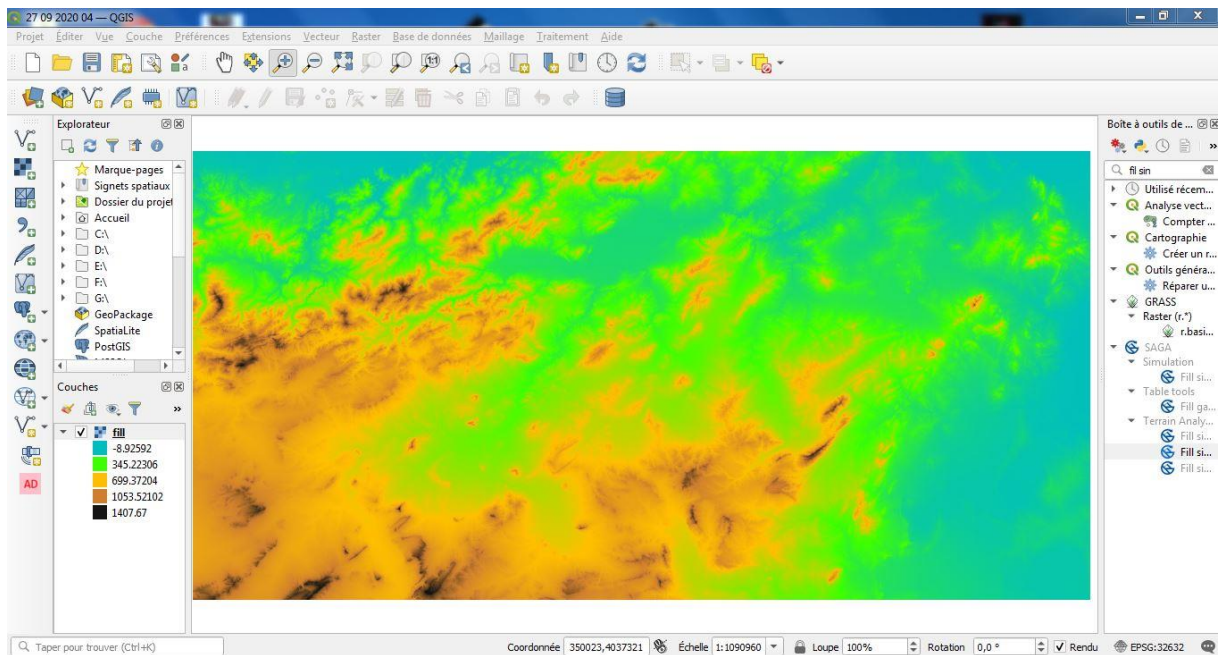 27 09 2020 04 — QGIS
Projet Éditer Vue Couche Préférences Extensions Vecteur Raster Base de données Maillage Traitement Aide
Explorateur
Marque-pages
Signets spatiaux
Dossier du projet
Accueil
C:\
D:\
E:\
F:\
G:\
GeoPackage
SpatiaLite
PostGIS
Couches
fill
-8.92592
345.22306
699.37204
1053.52102
1407.67
AD
Boîte à outils de ...
fil sin
Utilisé récem...
Analyse vect...
Compter ...
Cartographie
Créer un r...
Outils généra...
Réparer u...
GRASS
Raster (r.*)
r.basi...
SAGA
Simulation
Fill si...
Table tools
Fill ga...
Terrain Analy...
Fill si...
Fill si...
Fill si...
Taper pour trouver (Ctrl+K)
Coordonnée 350023,4037321 Échelle 1:1090960 Loupe 100% Rotation 0,0 ° Rendu EPSG:32632